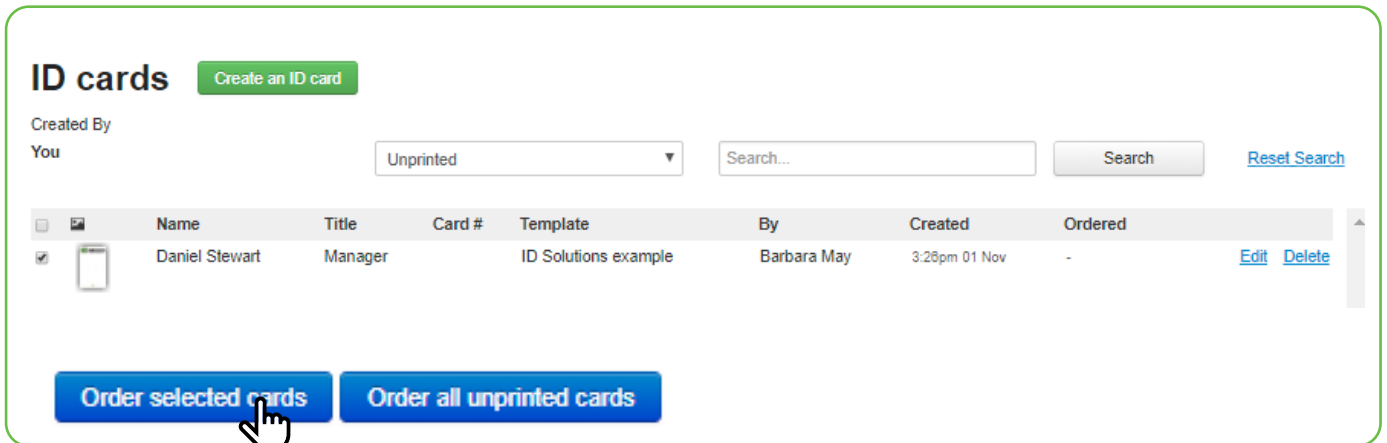 ID cards Create an ID card
Created By
You Unprinted Search... Search Reset Search
Name Title Card # Template By Created Ordered
Daniel Stewart Manager ID Solutions example Barbara May 3:26pm 01 Nov - Edit Delete
Order selected cards Order all unprinted cards